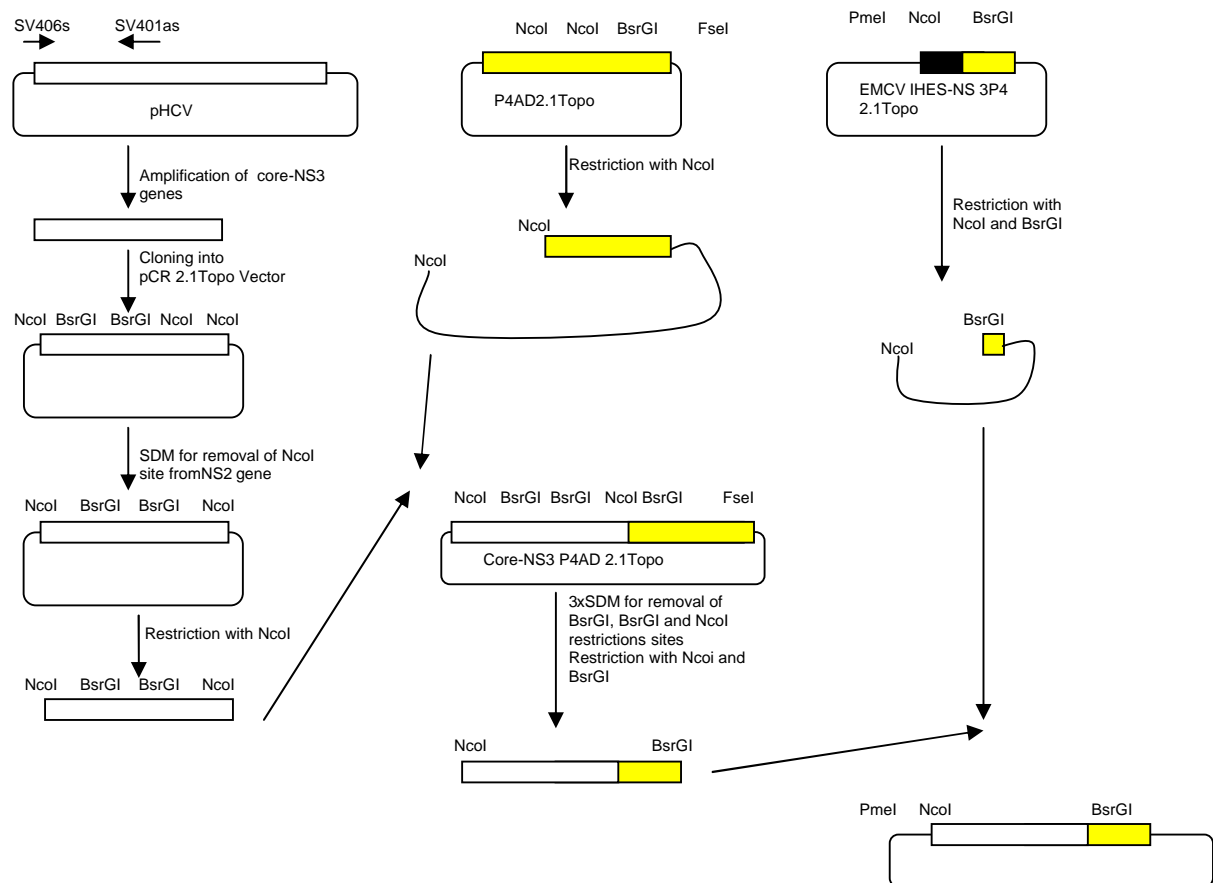 SV406s SV401as
pHCV
Amplification of core-NS3
genes
Cloning into
pCR 2.1Topo Vector
NcoI BsrGI BsrGI NcoI NcoI
SDM for removal of NcoI
site fromNS2 gene
NcoI BsrGI BsrGI NcoI
Restriction with NcoI
NcoI BsrGI BsrGI NcoI
NcoI NcoI BsrGI FseI
P4AD2.1Topo
Restriction with NcoI
NcoI
NcoI
NcoI BsrGI BsrGI NcoI BsrGI FseI
Core-NS3 P4AD 2.1Topo
3xSDM for removal of
BsrGI, BsrGI and NcoI
restrictions sites
Restriction with Ncoi and
BsrGI
NcoI BsrGI
PmeI NcoI BsrGI
EMCV IHES-NS 3P4
2.1Topo
Restriction with
NcoI and BsrGI
BsrGI
NcoI
PmeI NcoI BsrGI